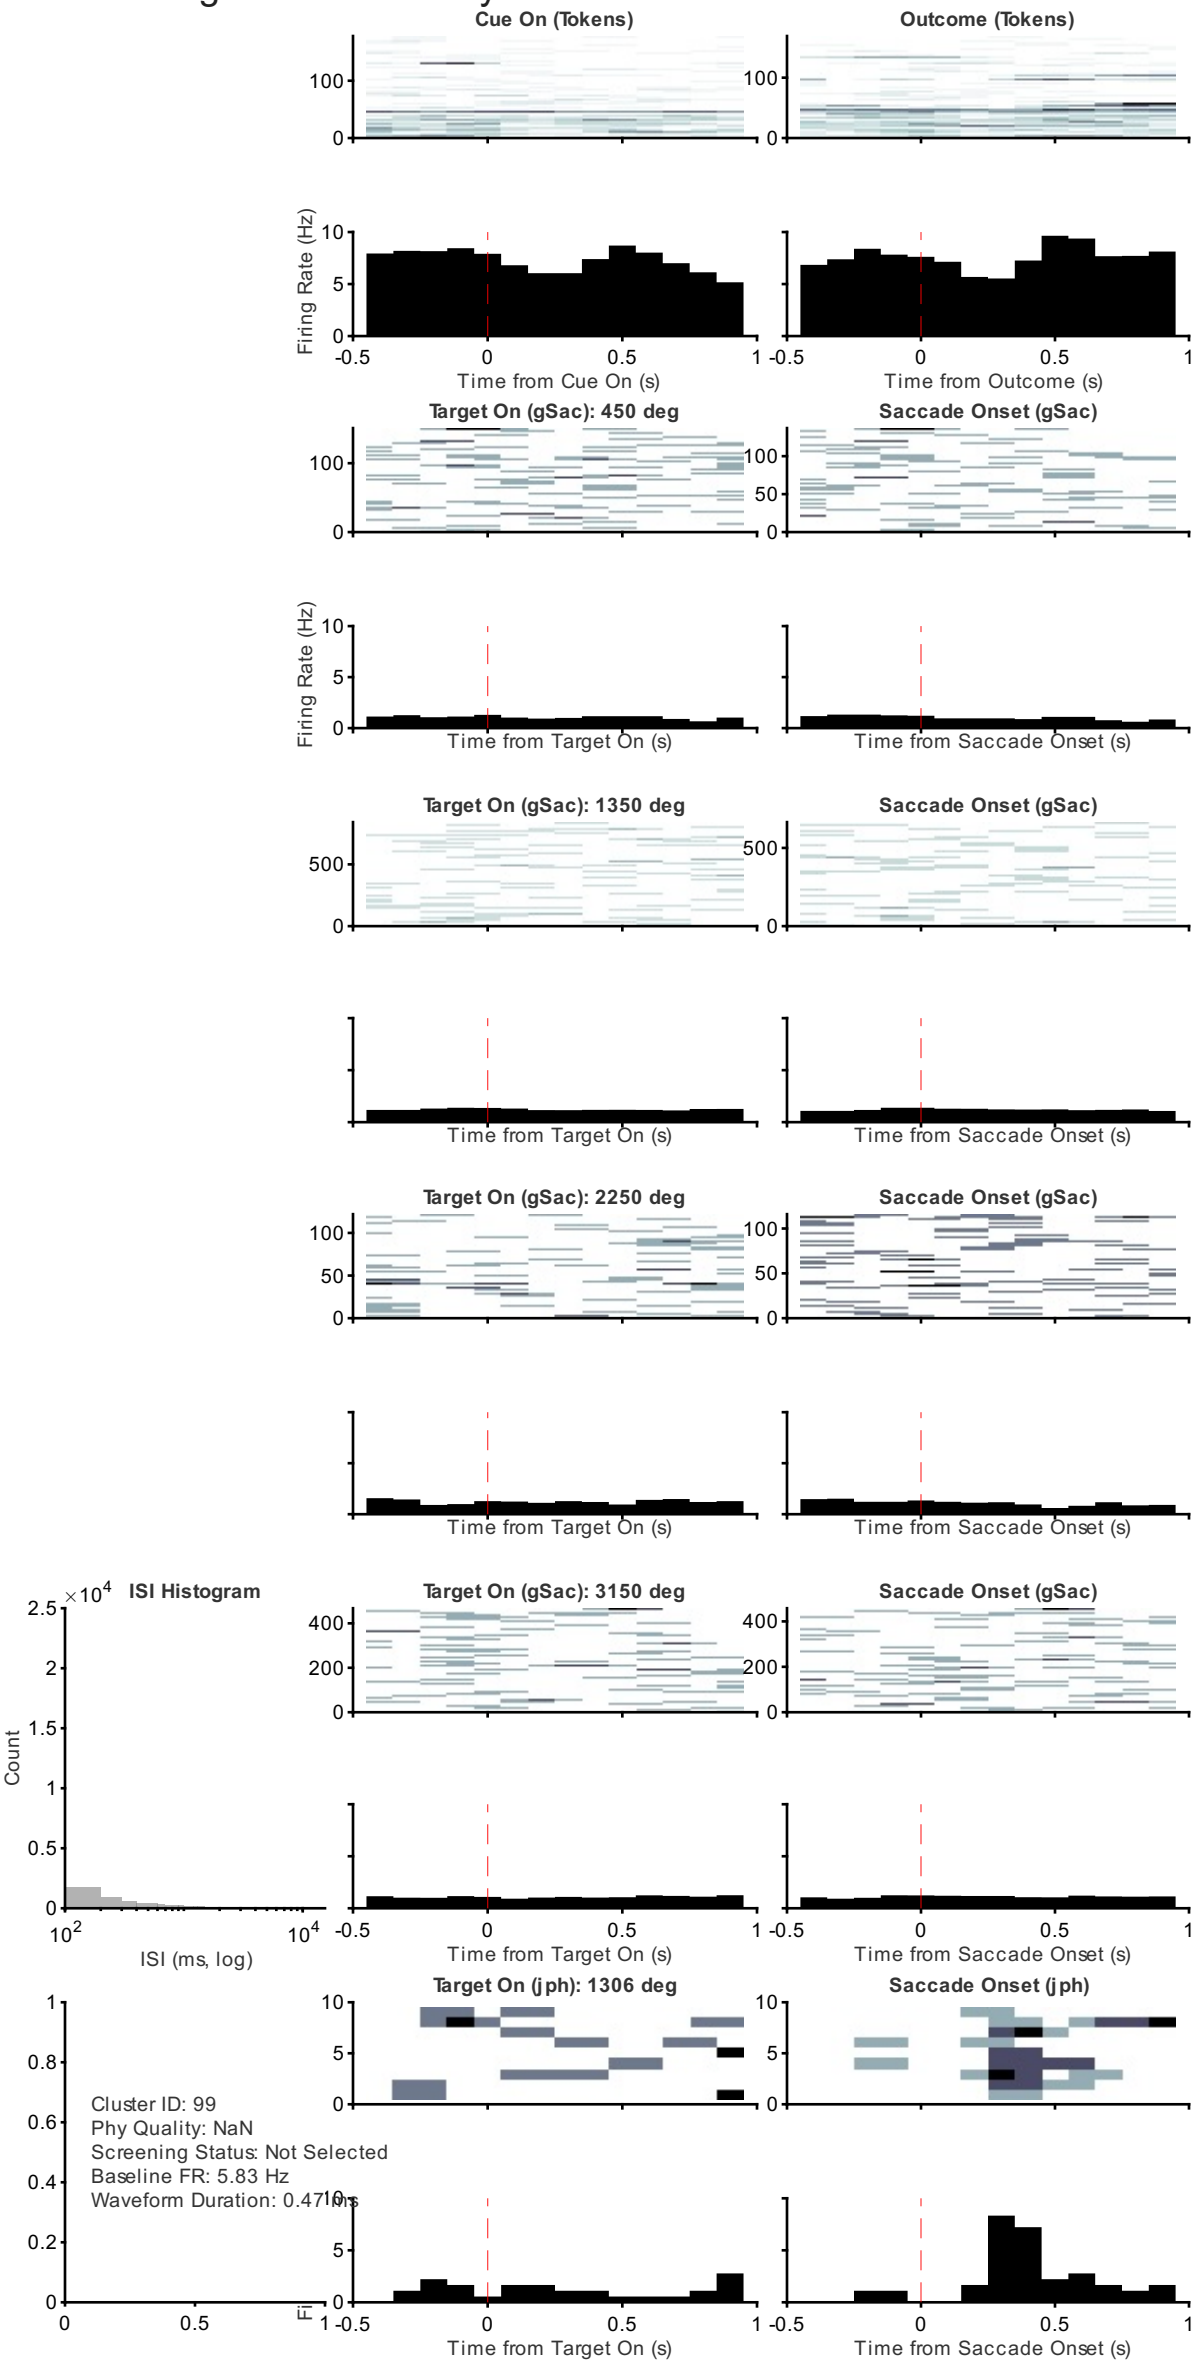 Cue On (Tokens)
Outcome (Tokens)
100
0
100
0
Firing Rate (Hz)
10
5
0
-0.5
0
0.5
1
-0.5
0
0.5
1
Time from Cue On (s)
Time from Outcome (s)
Target On (gSac): 450 deg
Saccade Onset (gSac)
100
0
100
50
0
Firing Rate (Hz)
10
5
0
Time from Target On (s)
Time from Saccade Onset (s)
Target On (gSac): 1350 deg
Saccade Onset (gSac)
500
0
500
0
Time from Target On (s)
Time from Saccade Onset (s)
Target On (gSac): 2250 deg
Saccade Onset (gSac)
100
50
0
100
50
0
Time from Target On (s)
Time from Saccade Onset (s)
×10^4
ISI Histogram
Target On (gSac): 3150 deg
Saccade Onset (gSac)
2.5
2
1.5
1
0.5
0
Count
10^2
10^4
ISI (ms, log)
400
200
0
400
200
0
-0.5
0
0.5
1
-0.5
0
0.5
1
Time from Target On (s)
Time from Saccade Onset (s)
Target On (jph): 1306 deg
Saccade Onset (jph)
1
0.8
0.6
0.4
0.2
0
0
0.5
1
Cluster ID: 99
Phy Quality: NaN
Screening Status: Not Selected
Baseline FR: 5.83 Hz
Waveform Duration: 0.47 ms
10
5
0
10
5
0
10
5
0
Fi
-0.5
0
0.5
1
-0.5
0
0.5
1
Time from Target On (s)
Time from Saccade Onset (s)